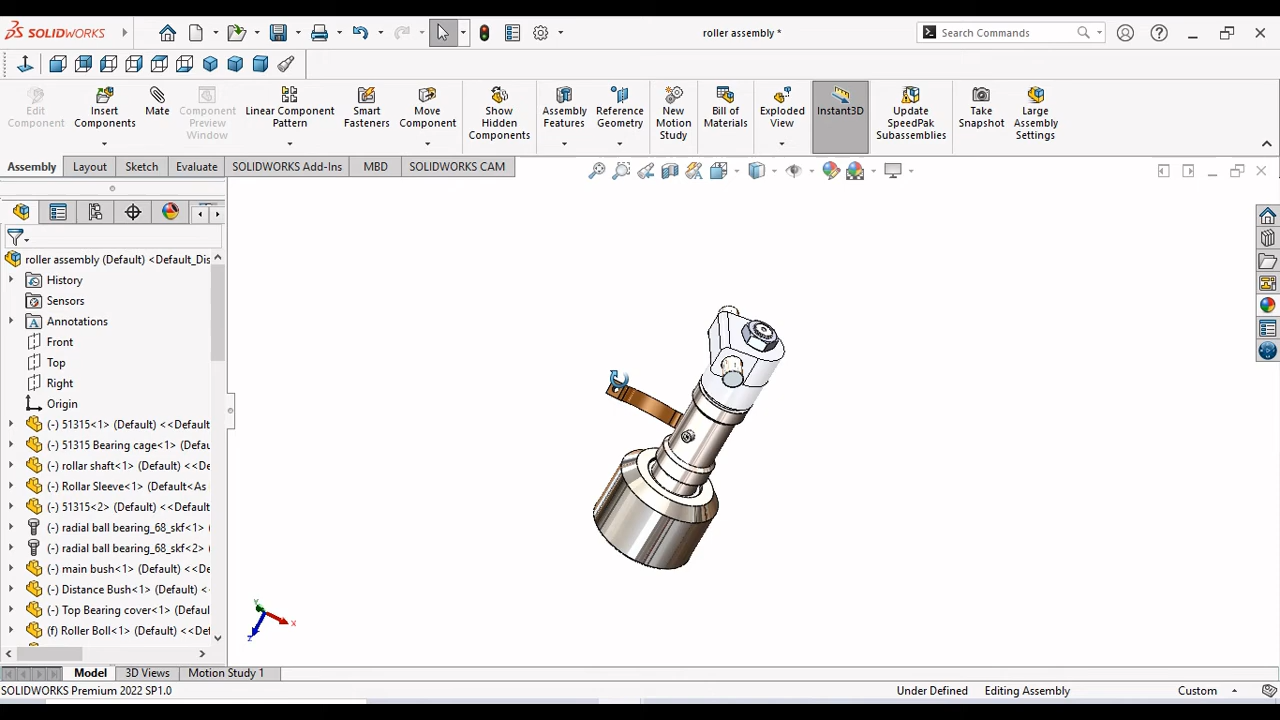 SOLIDWORKS
roller assembly *
Search Commands
Edit Component
Insert Components
Mate
Component Preview Window
Linear Component Pattern
Smart Fasteners
Move Component
Show Hidden Components
Assembly Features
Reference Geometry
New Motion Study
Bill of Materials
Exploded View
Instant3D
Update SpeedPak Subassemblies
Take Snapshot
Large Assembly Settings
Assembly
Layout
Sketch
Evaluate
SOLIDWORKS Add-Ins
MBD
SOLIDWORKS CAM
roller assembly (Default) <Default_Dis
History
Sensors
Annotations
Front
Top
Right
Origin
(-) 51315<1> (Default) <<Default
(-) 51315 Bearing cage<1> (Defau
(-) rollar shaft<1> (Default) <<De
(-) Rollar Sleeve<1> (Default<As
(-) 51315<2> (Default) <<Default
(-) radial ball bearing_68_skf<1> (
(-) radial ball bearing_68_skf<2> (
(-) main bush<1> (Default) <<De
(-) Distance Bush<1> (Default) <
(-) Top Bearing cover<1> (Defaul
(f) Roller Boll<1> (Default) <<Def
Y
X
Z
Model
3D Views
Motion Study 1
SOLIDWORKS Premium 2022 SP1.0
Under Defined
Editing Assembly
Custom